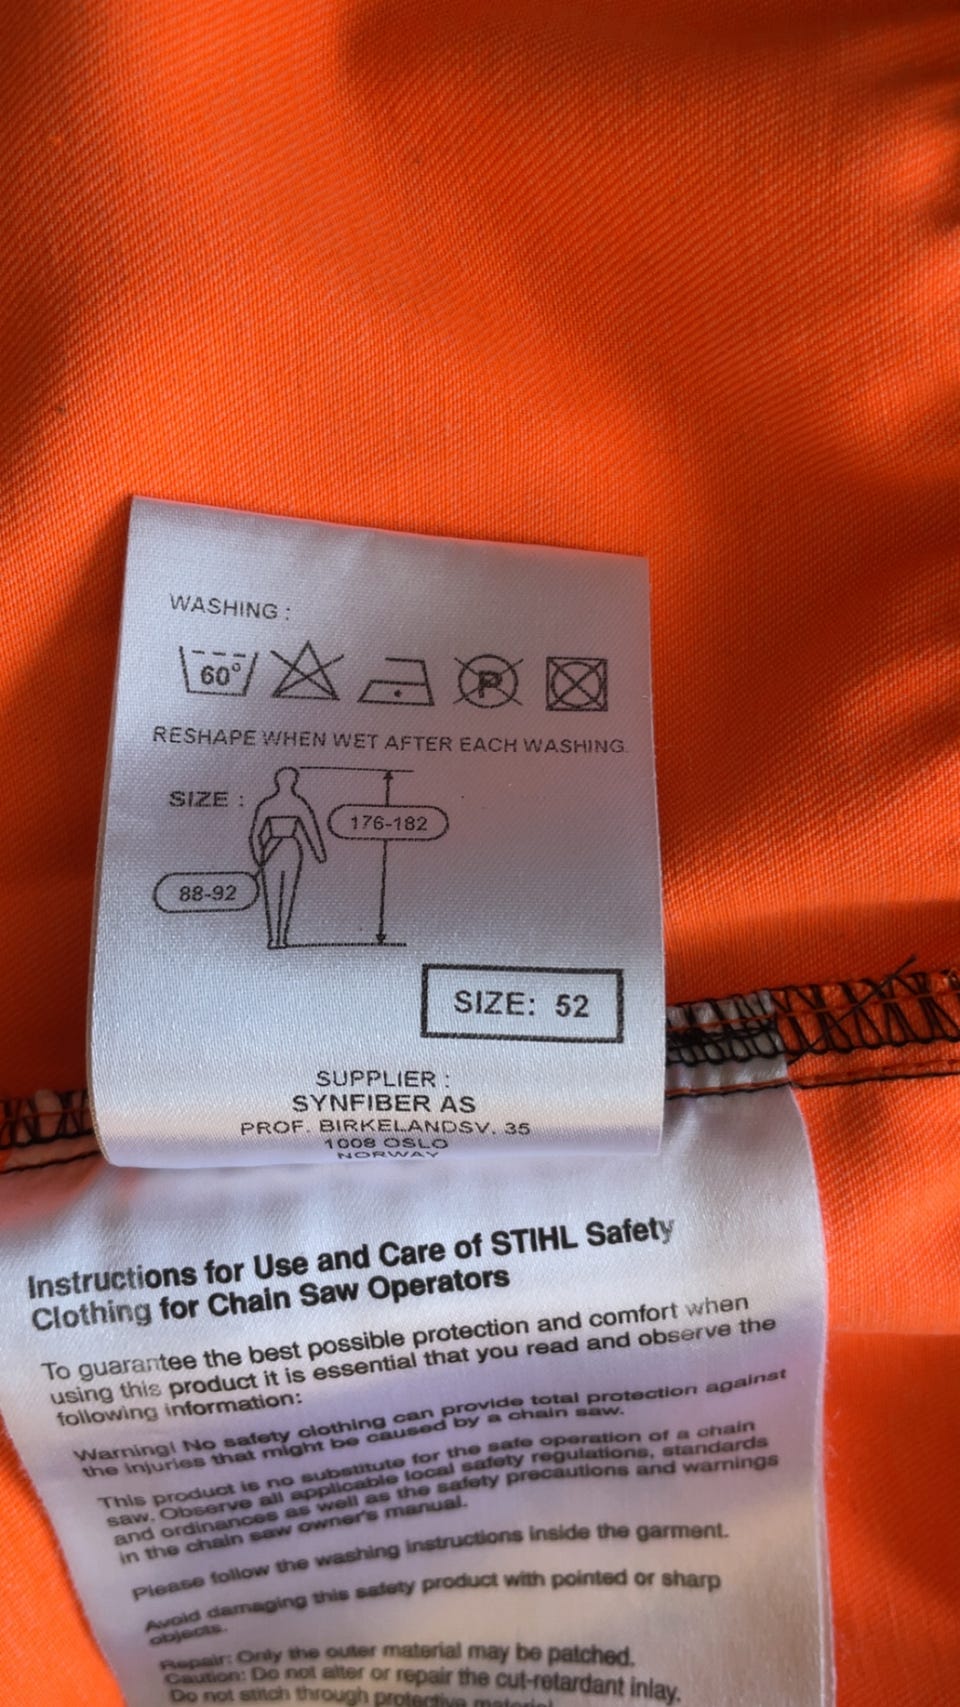 WASHING :
60°
P
RESHAPE WHEN WET AFTER EACH WASHING.
SIZE :
176-182
88-92
SIZE: 52
SUPPLIER :
SYNFIBER AS
PROF. BIRKELANDSV. 35
1008 OSLO
NORWAY
Instructions for Use and Care of STIHL Safety
Clothing for Chain Saw Operators
To guarantee the best possible protection and comfort when
using this product it is essential that you read and observe the
following information:
Warning! No safety clothing can provide total protection against
the injuries that might be caused by a chain saw.
This product is no substitute for the safe operation of a chain
saw. Observe all applicable local safety regulations, standards
and ordinances as well as the safety precautions and warnings
in the chain saw owner's manual.
Please follow the washing instructions inside the garment.
Avoid damaging this safety product with pointed or sharp
objects.
Repair: Only the outer material may be patched.
Caution: Do not alter or repair the cut-retardant inlay.
Do not stitch through protective material.